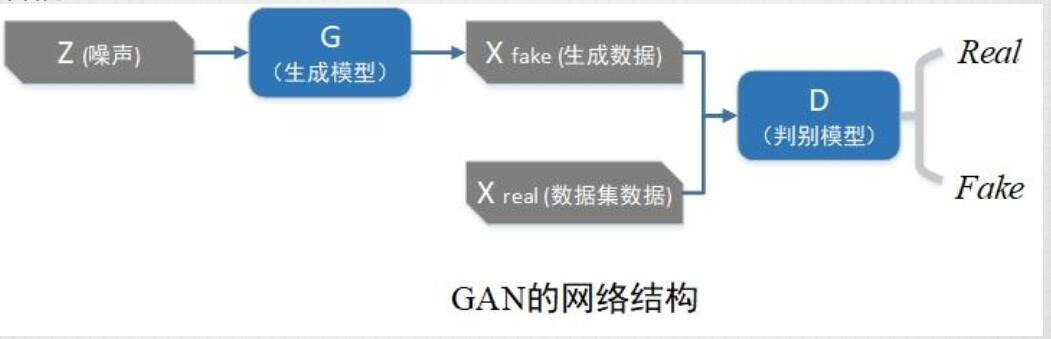 Z (噪声)
G
（生成模型）
X fake (生成数据)
X real (数据集数据)
D
（判别模型）
Real
Fake
GAN的网络结构